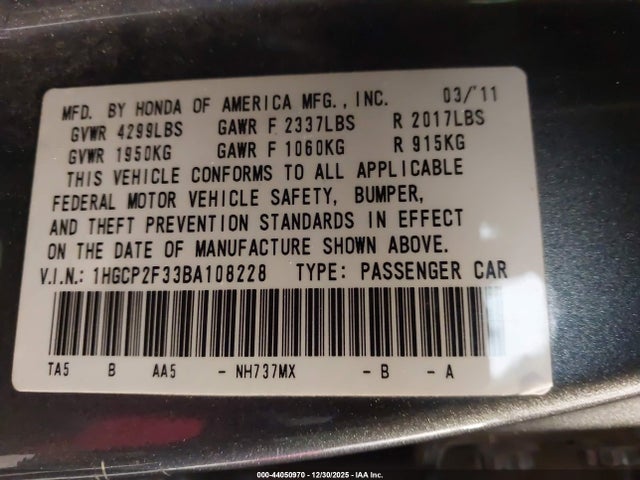 MFD. BY HONDA OF AMERICA MFG., INC. 03/'11
GVWR 4299LBS GAWR F 2337LBS R 2017LBS
GVWR 1950KG GAWR F 1060KG R 915KG
THIS VEHICLE CONFORMS TO ALL APPLICABLE
FEDERAL MOTOR VEHICLE SAFETY, BUMPER,
AND THEFT PREVENTION STANDARDS IN EFFECT
ON THE DATE OF MANUFACTURE SHOWN ABOVE.
V.I.N.: 1HGCP2F33BA108228 TYPE: PASSENGER CAR
TA5 B AA5 - NH737MX - B - A
000-44050970 - 12/30/2025 - IAA Inc.